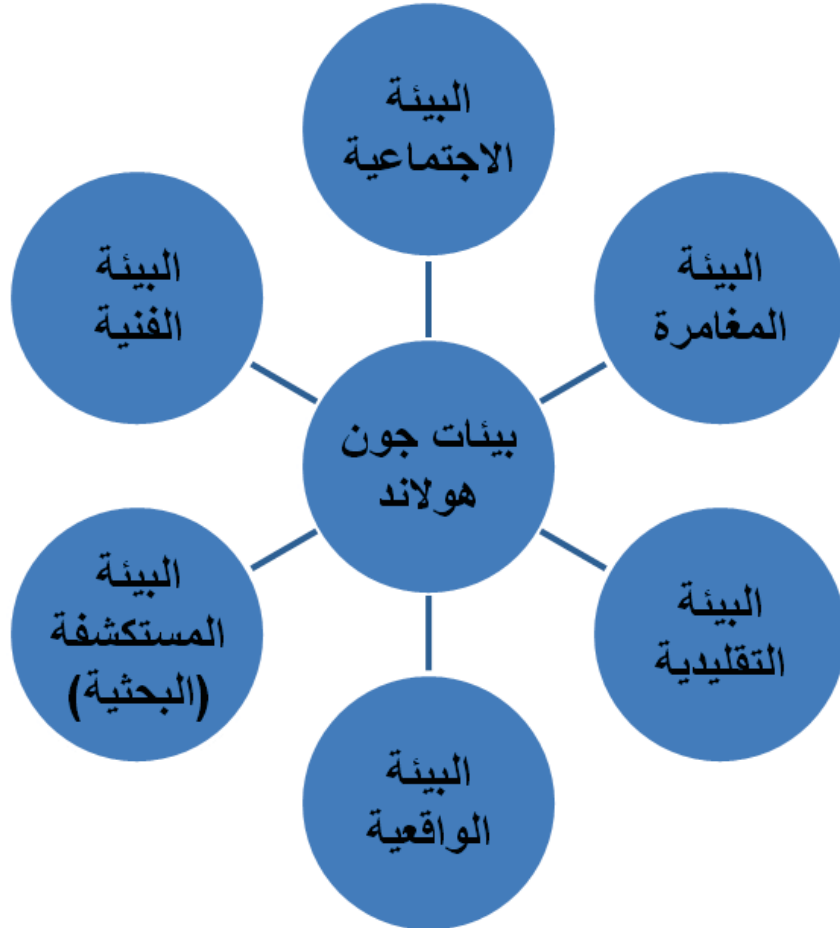 البيئة
الاجتماعية
البيئة
المغامرة
البيئة
التقليدية
البيئة
الواقعية
البيئة
المستكشفة
(البحثية)
البيئة
الفنية
بيئات جون
هولاند